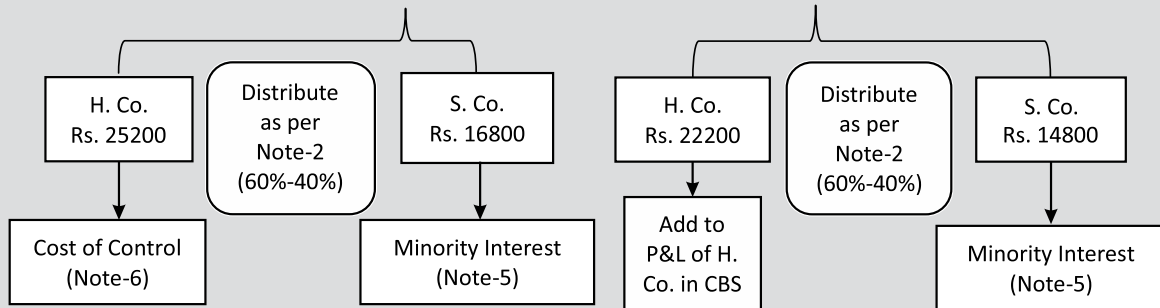 H. Co.
Rs. 25200
Distribute
as per
Note-2
(60%-40%)
S. Co.
Rs. 16800
Cost of Control
(Note-6)
Minority Interest
(Note-5)
H. Co.
Rs. 22200
Distribute
as per
Note-2
(60%-40%)
S. Co.
Rs. 14800
Add to
P&L of H.
Co. in CBS
Minority Interest
(Note-5)